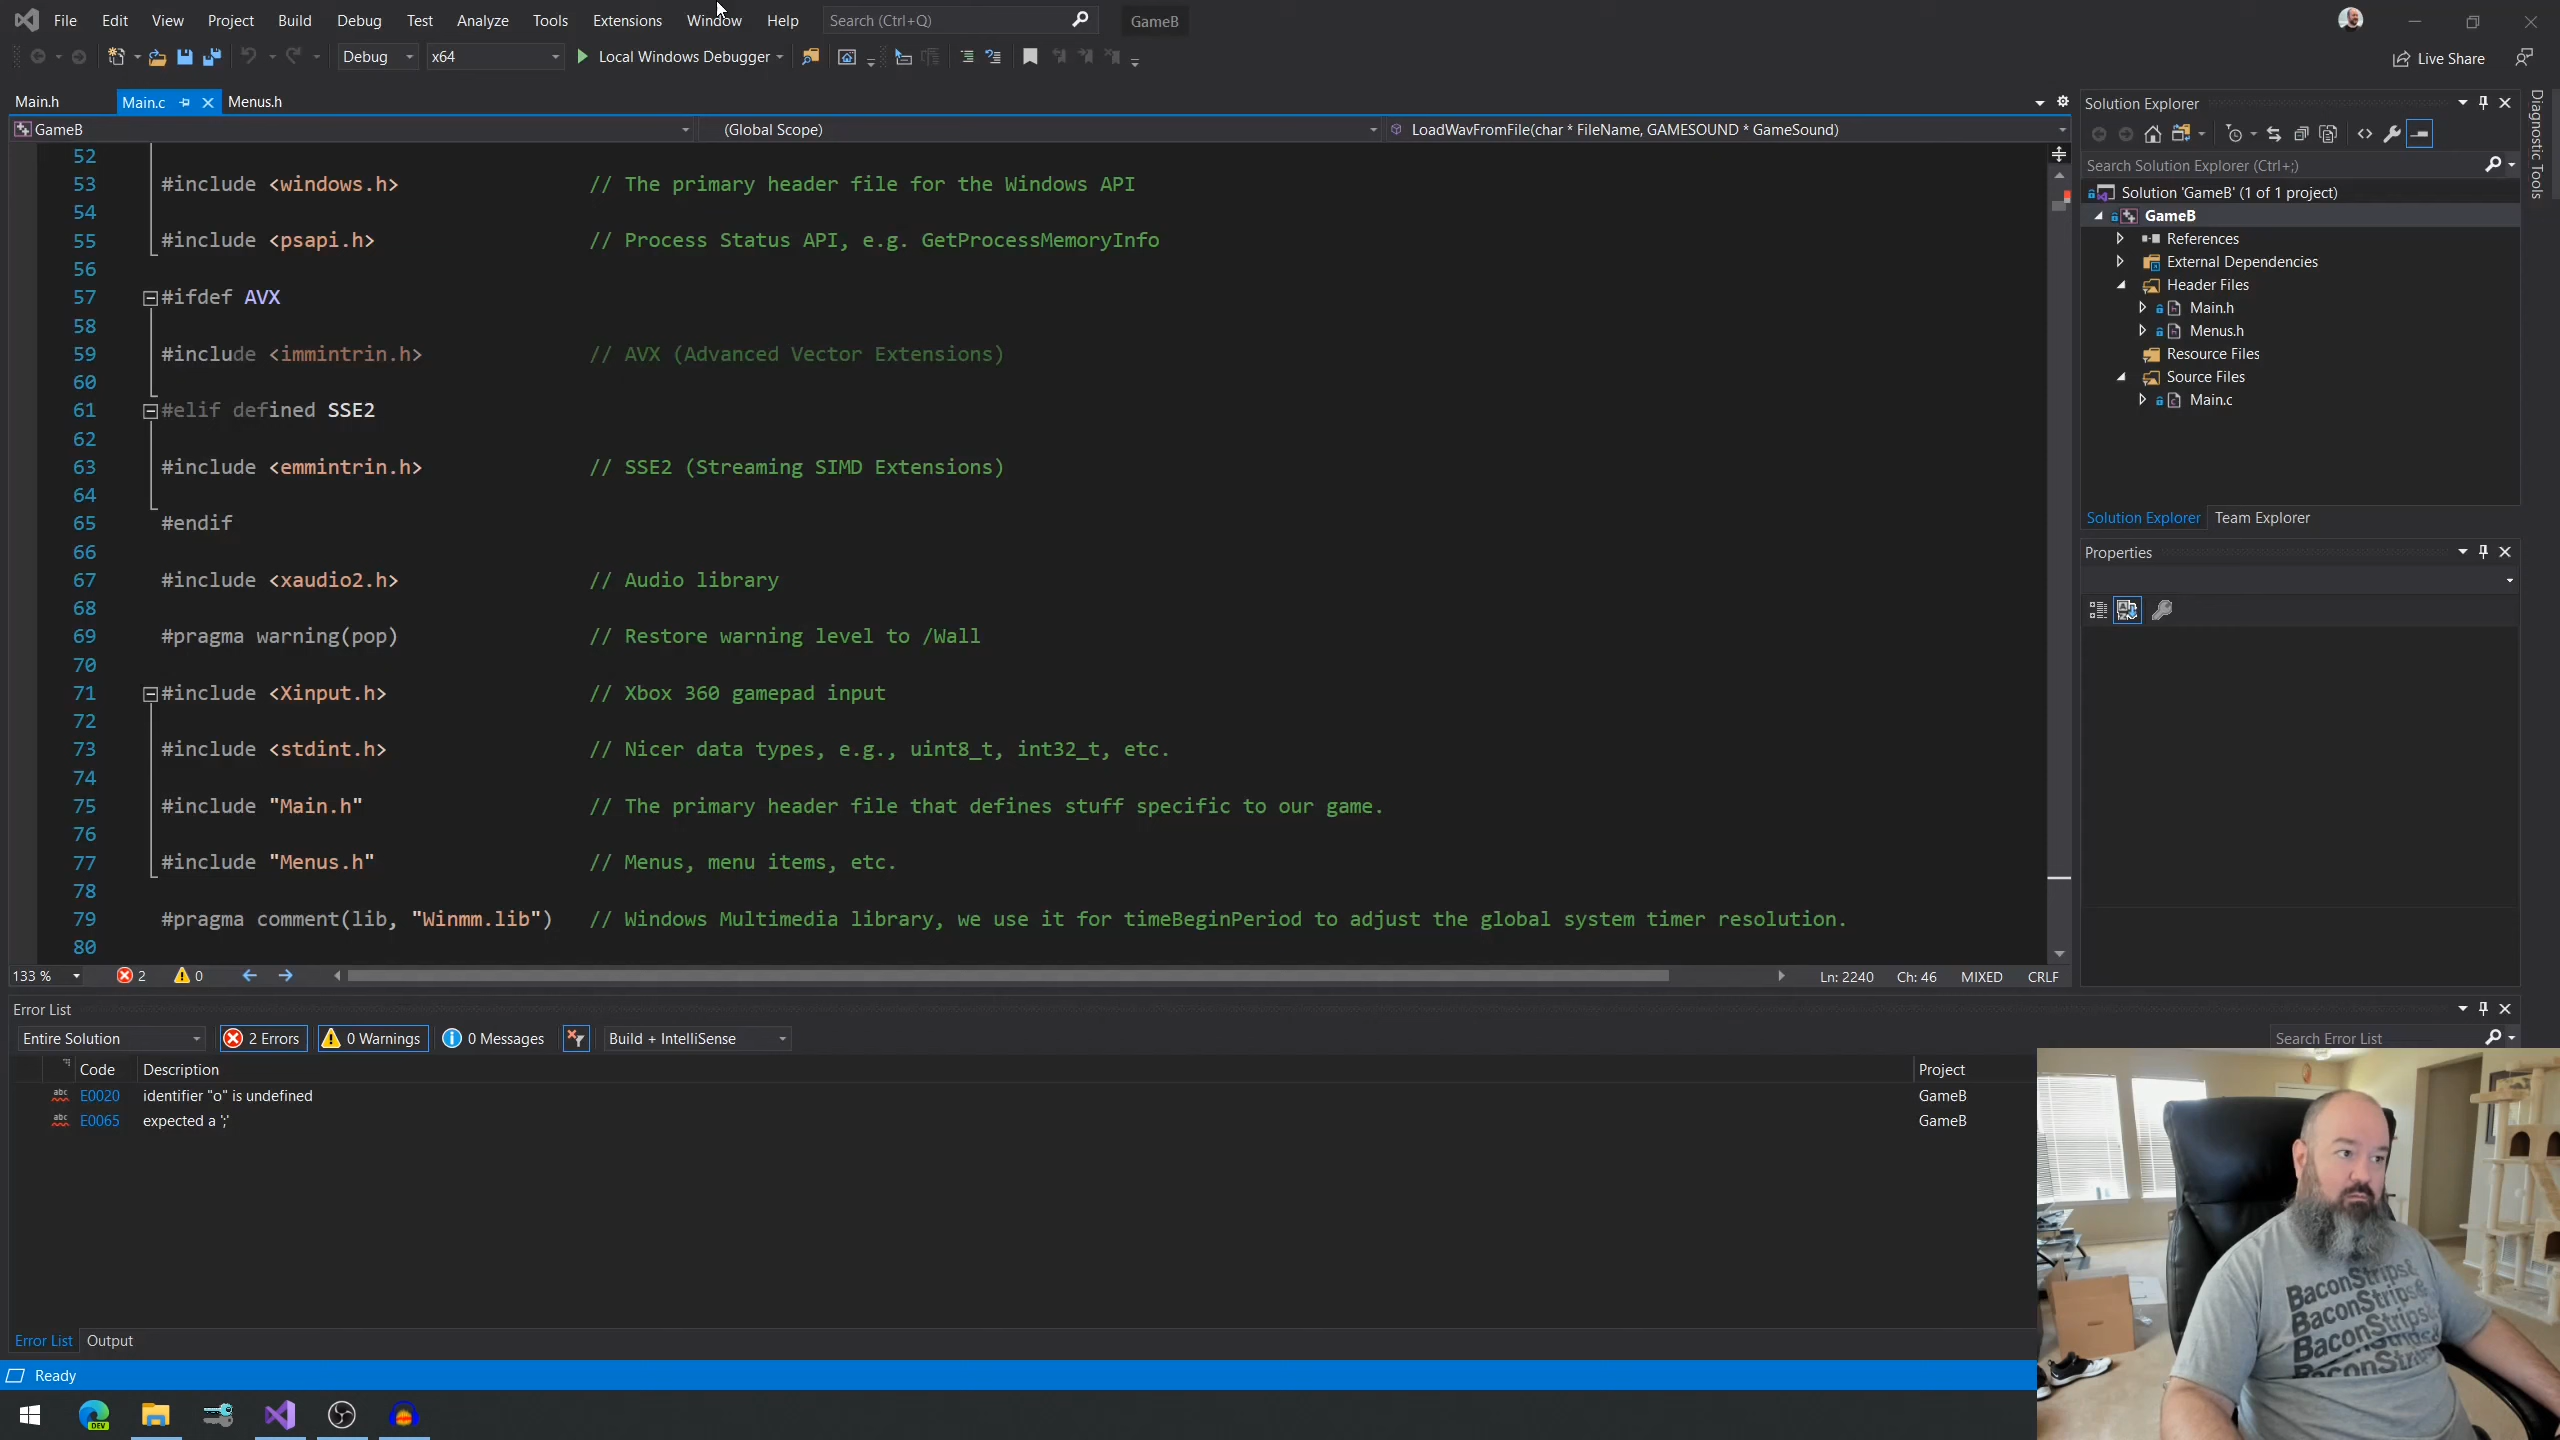 File Edit View Project Build Debug Test Analyze Tools Extensions Window Help Search (Ctrl+Q) GameB
Debug x64 Local Windows Debugger Live Share
Main.h Main.c Menus.h
GameB (Global Scope) LoadWavFromFile(char * FileName, GAMESOUND * GameSound)
52
53 #include <windows.h> // The primary header file for the Windows API
54
55 #include <psapi.h> // Process Status API, e.g. GetProcessMemoryInfo
56
57 #ifdef AVX
58
59 #include <immintrin.h> // AVX (Advanced Vector Extensions)
60
61 #elif defined SSE2
62
63 #include <emmintrin.h> // SSE2 (Streaming SIMD Extensions)
64
65 #endif
66
67 #include <xaudio2.h> // Audio library
68
69 #pragma warning(pop) // Restore warning level to /Wall
70
71 #include <Xinput.h> // Xbox 360 gamepad input
72
73 #include <stdint.h> // Nicer data types, e.g., uint8_t, int32_t, etc.
74
75 #include "Main.h" // The primary header file that defines stuff specific to our game.
76
77 #include "Menus.h" // Menus, menu items, etc.
78
79 #pragma comment(lib, "Winmm.lib") // Windows Multimedia library, we use it for timeBeginPeriod to adjust the global system timer resolution.
80
133 % 2 0 Ln: 2240 Ch: 46 MIXED CRLF
Error List
Entire Solution 2 Errors 0 Warnings 0 Messages Build + IntelliSense Search Error List
Code Description Project
abc E0020 identifier "o" is undefined GameB
abc E0065 expected a ';' GameB
Error List Output
Ready
Solution Explorer
Search Solution Explorer (Ctrl+;)
Solution 'GameB' (1 of 1 project)
GameB
References
External Dependencies
Header Files
Main.h
Menus.h
Resource Files
Source Files
Main.c
Solution Explorer Team Explorer
Properties
Diagnostic Tools
DEV
BaconStrips&
BaconStrips&
BaconStrips&
BaconStri